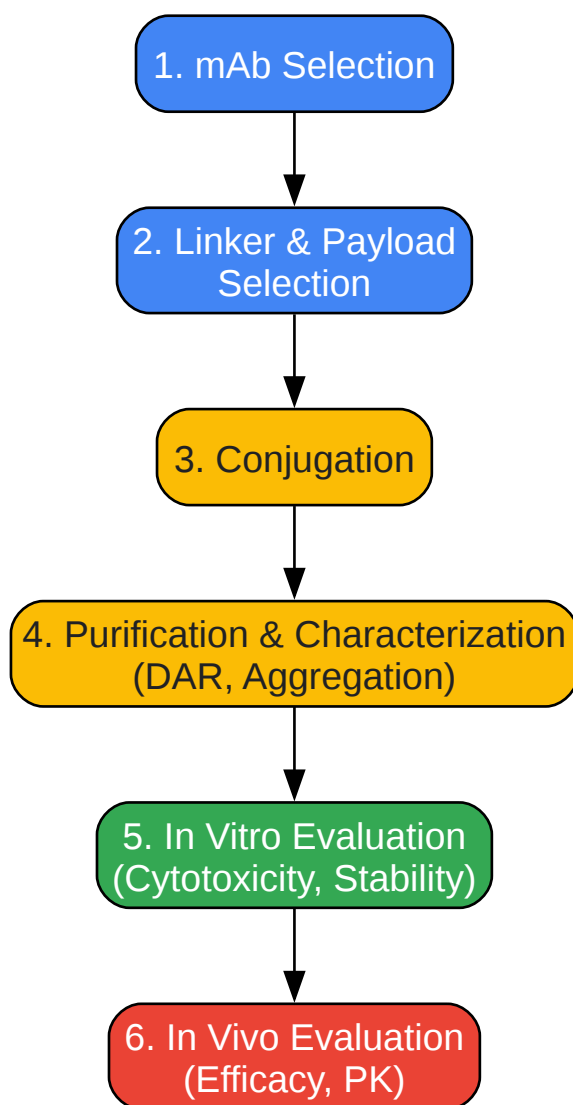 1. mAb Selection
2. Linker & Payload
Selection
3. Conjugation
4. Purification & Characterization
(DAR, Aggregation)
5. In Vitro Evaluation
(Cytotoxicity, Stability)
6. In Vivo Evaluation
(Efficacy, PK)